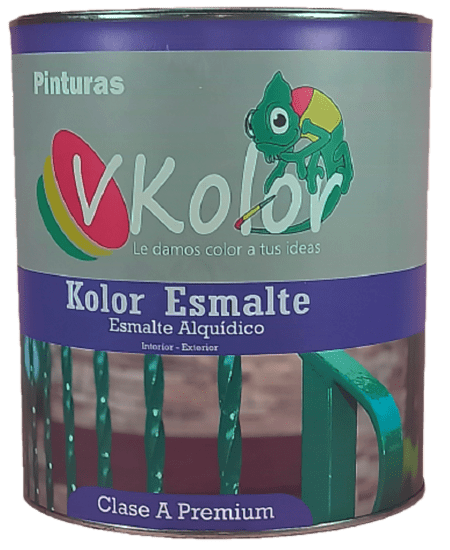 Pinturas
VKolor
Le damos color a tus ideas
Kolor Esmalte
Esmalte Alquídico
Interior - Exterior
Clase A Premium